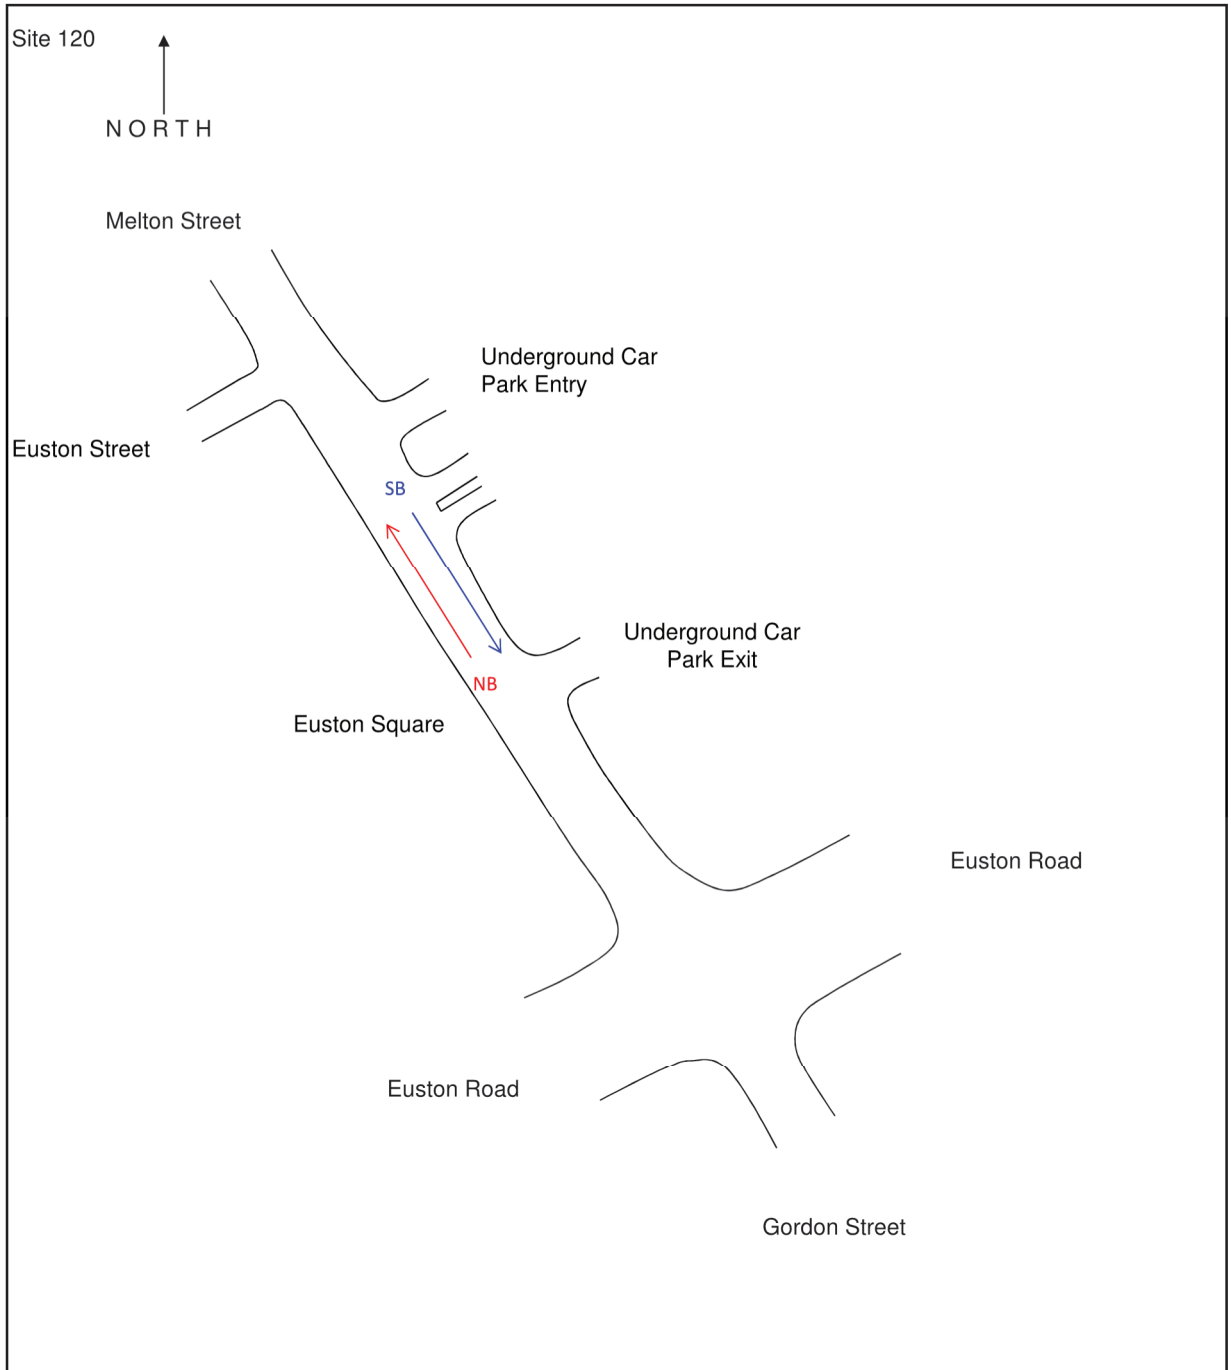 Site 120
N O R T H
Melton Street
Underground Car
Park Entry
Euston Street
SB
Underground Car
Park Exit
NB
Euston Square
Euston Road
Euston Road
Gordon Street